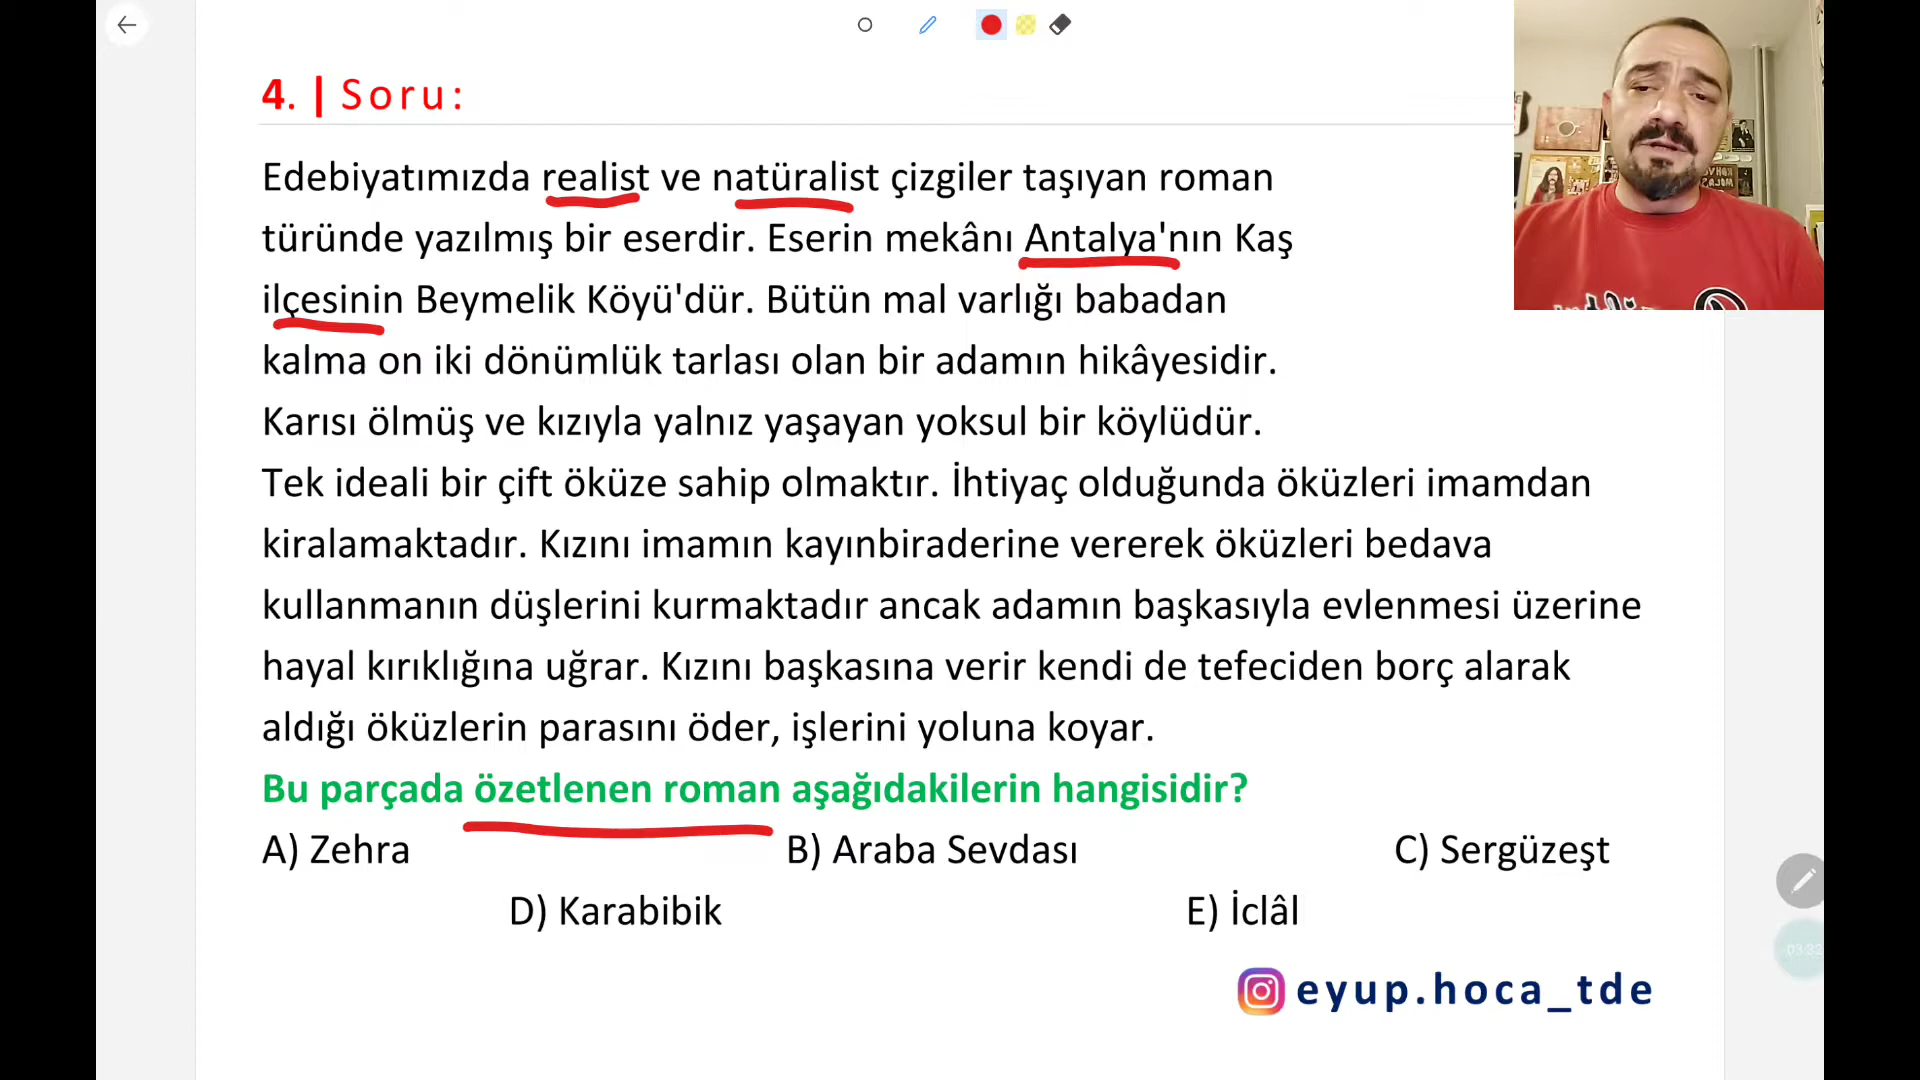 4. | Soru:
Edebiyatımızda realist ve natüralist çizgiler taşıyan roman
türünde yazılmış bir eserdir. Eserin mekânı Antalya'nın Kaş
ilçesinin Beymelik Köyü'dür. Bütün mal varlığı babadan
kalma on iki dönümlük tarlası olan bir adamın hikâyesidir.
Karısı ölmüş ve kızıyla yalnız yaşayan yoksul bir köylüdür.
Tek ideali bir çift öküze sahip olmaktır. İhtiyaç olduğunda öküzleri imamdan
kiralamaktadır. Kızını imamın kayınbiraderine vererek öküzleri bedava
kullanmanın düşlerini kurmaktadır ancak adamın başkasıyla evlenmesi üzerine
hayal kırıklığına uğrar. Kızını başkasına verir kendi de tefeciden borç alarak
aldığı öküzlerin parasını öder, işlerini yoluna koyar.
Bu parçada özetlenen roman aşağıdakilerin hangisidir?
A) Zehra B) Araba Sevdası C) Sergüzeşt
D) Karabibik E) İclâl
03:32
eyup.hoca_tde